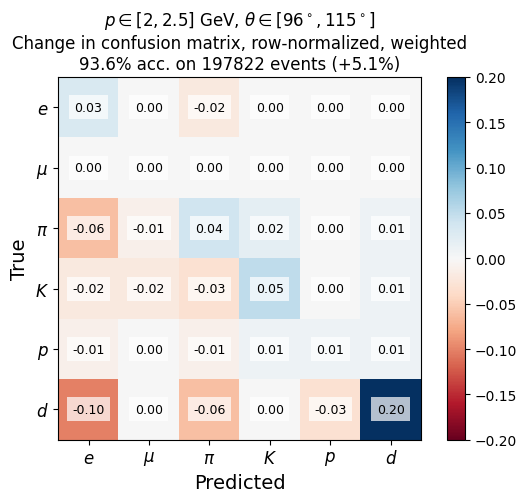 p ∈ [2, 2.5] GeV, θ ∈ [96°, 115°]
Change in confusion matrix, row-normalized, weighted
93.6% acc. on 197822 events (+5.1%)
e 0.03 0.00 -0.02 0.00 0.00 0.00
μ 0.00 0.00 0.00 0.00 0.00 0.00
π -0.06 -0.01 0.04 0.02 0.00 0.01
K -0.02 -0.02 -0.03 0.05 0.00 0.01
p -0.01 0.00 -0.01 0.01 0.01 0.01
d -0.10 0.00 -0.06 0.00 -0.03 0.20
e μ π K p d
Predicted
True
0.20
0.15
0.10
0.05
0.00
−0.05
−0.10
−0.15
−0.20